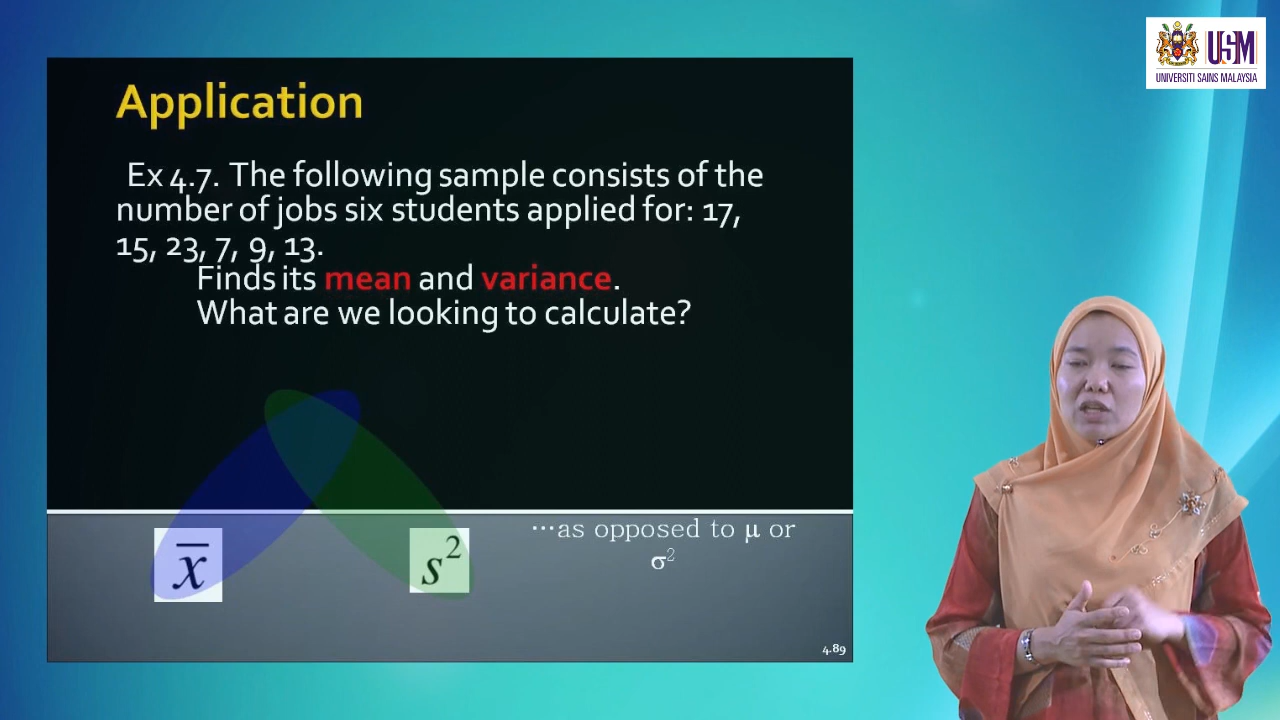 USM
UNIVERSITI SAINS MALAYSIA
Application
Ex 4.7. The following sample consists of the
number of jobs six students applied for: 17,
15, 23, 7, 9, 13.
Finds its mean and variance.
What are we looking to calculate?
x̅
s²
…as opposed to μ or
σ²
4.89